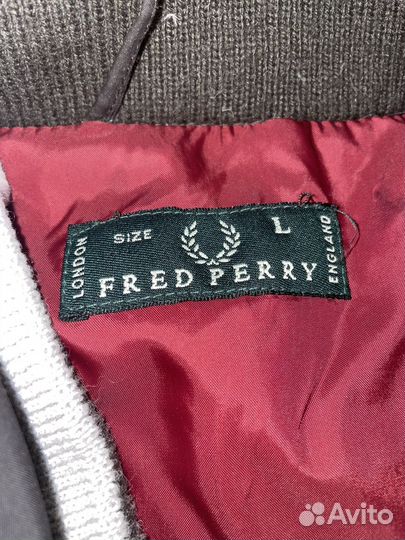 LONDON
SIZE L
FRED PERRY
ENGLAND
Avito